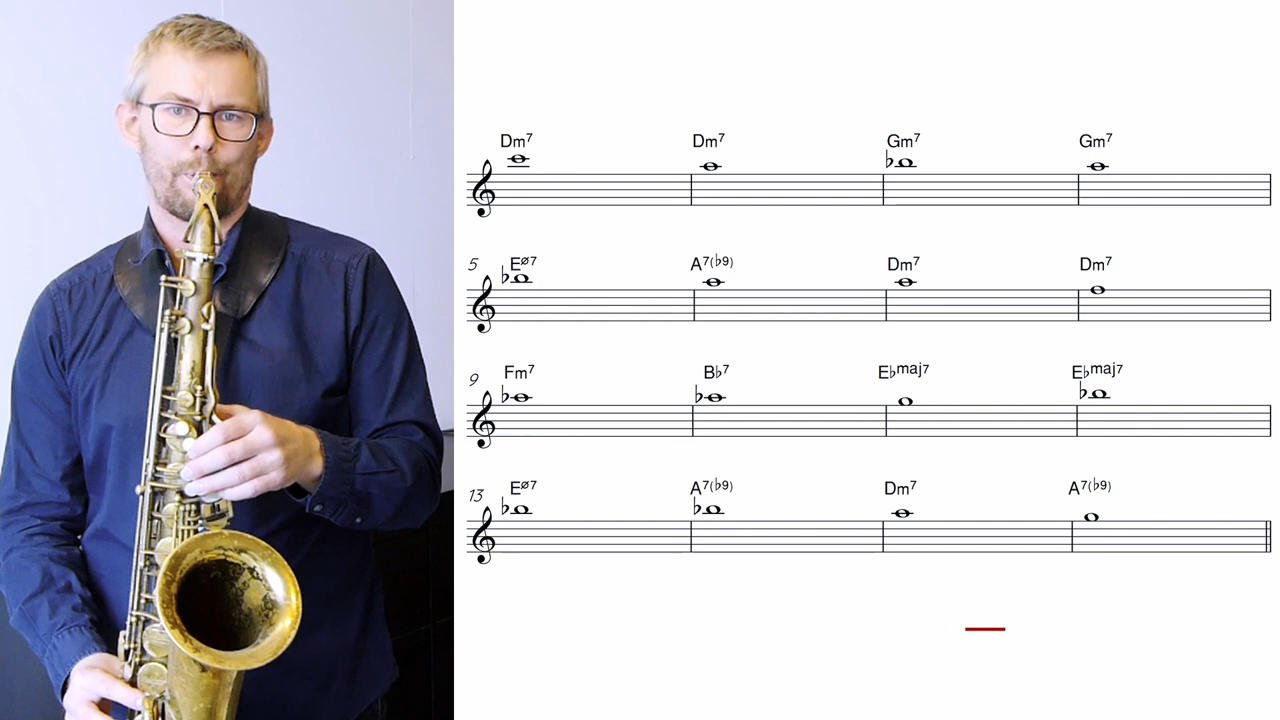 Dm7 Dm7 Gm7 Gm7
5 Eø7 A7(♭9) Dm7 Dm7
9 Fm7 B♭7 E♭maj7 E♭maj7
13 Eø7 A7(♭9) Dm7 A7(♭9)